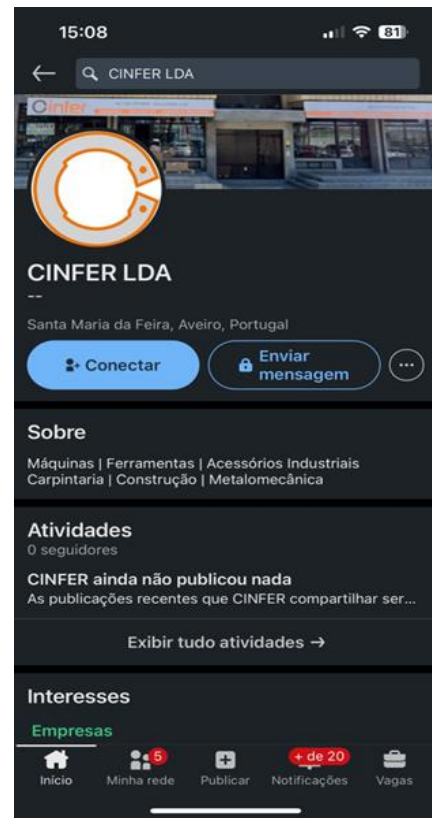 15:08
81
CINFER LDA
Cinfer
CINFER LDA
--
Santa Maria da Feira, Aveiro, Portugal
Conectar
Enviar
mensagem
Sobre
Máquinas | Ferramentas | Acessórios Industriais
Carpintaria | Construção | Metalomecânica
Atividades
0 seguidores
CINFER ainda não publicou nada
As publicações recentes que CINFER compartilhar ser...
Exibir tudo atividades →
Interesses
Empresas
5
+ de 20
Início Minha rede Publicar Notificações Vagas